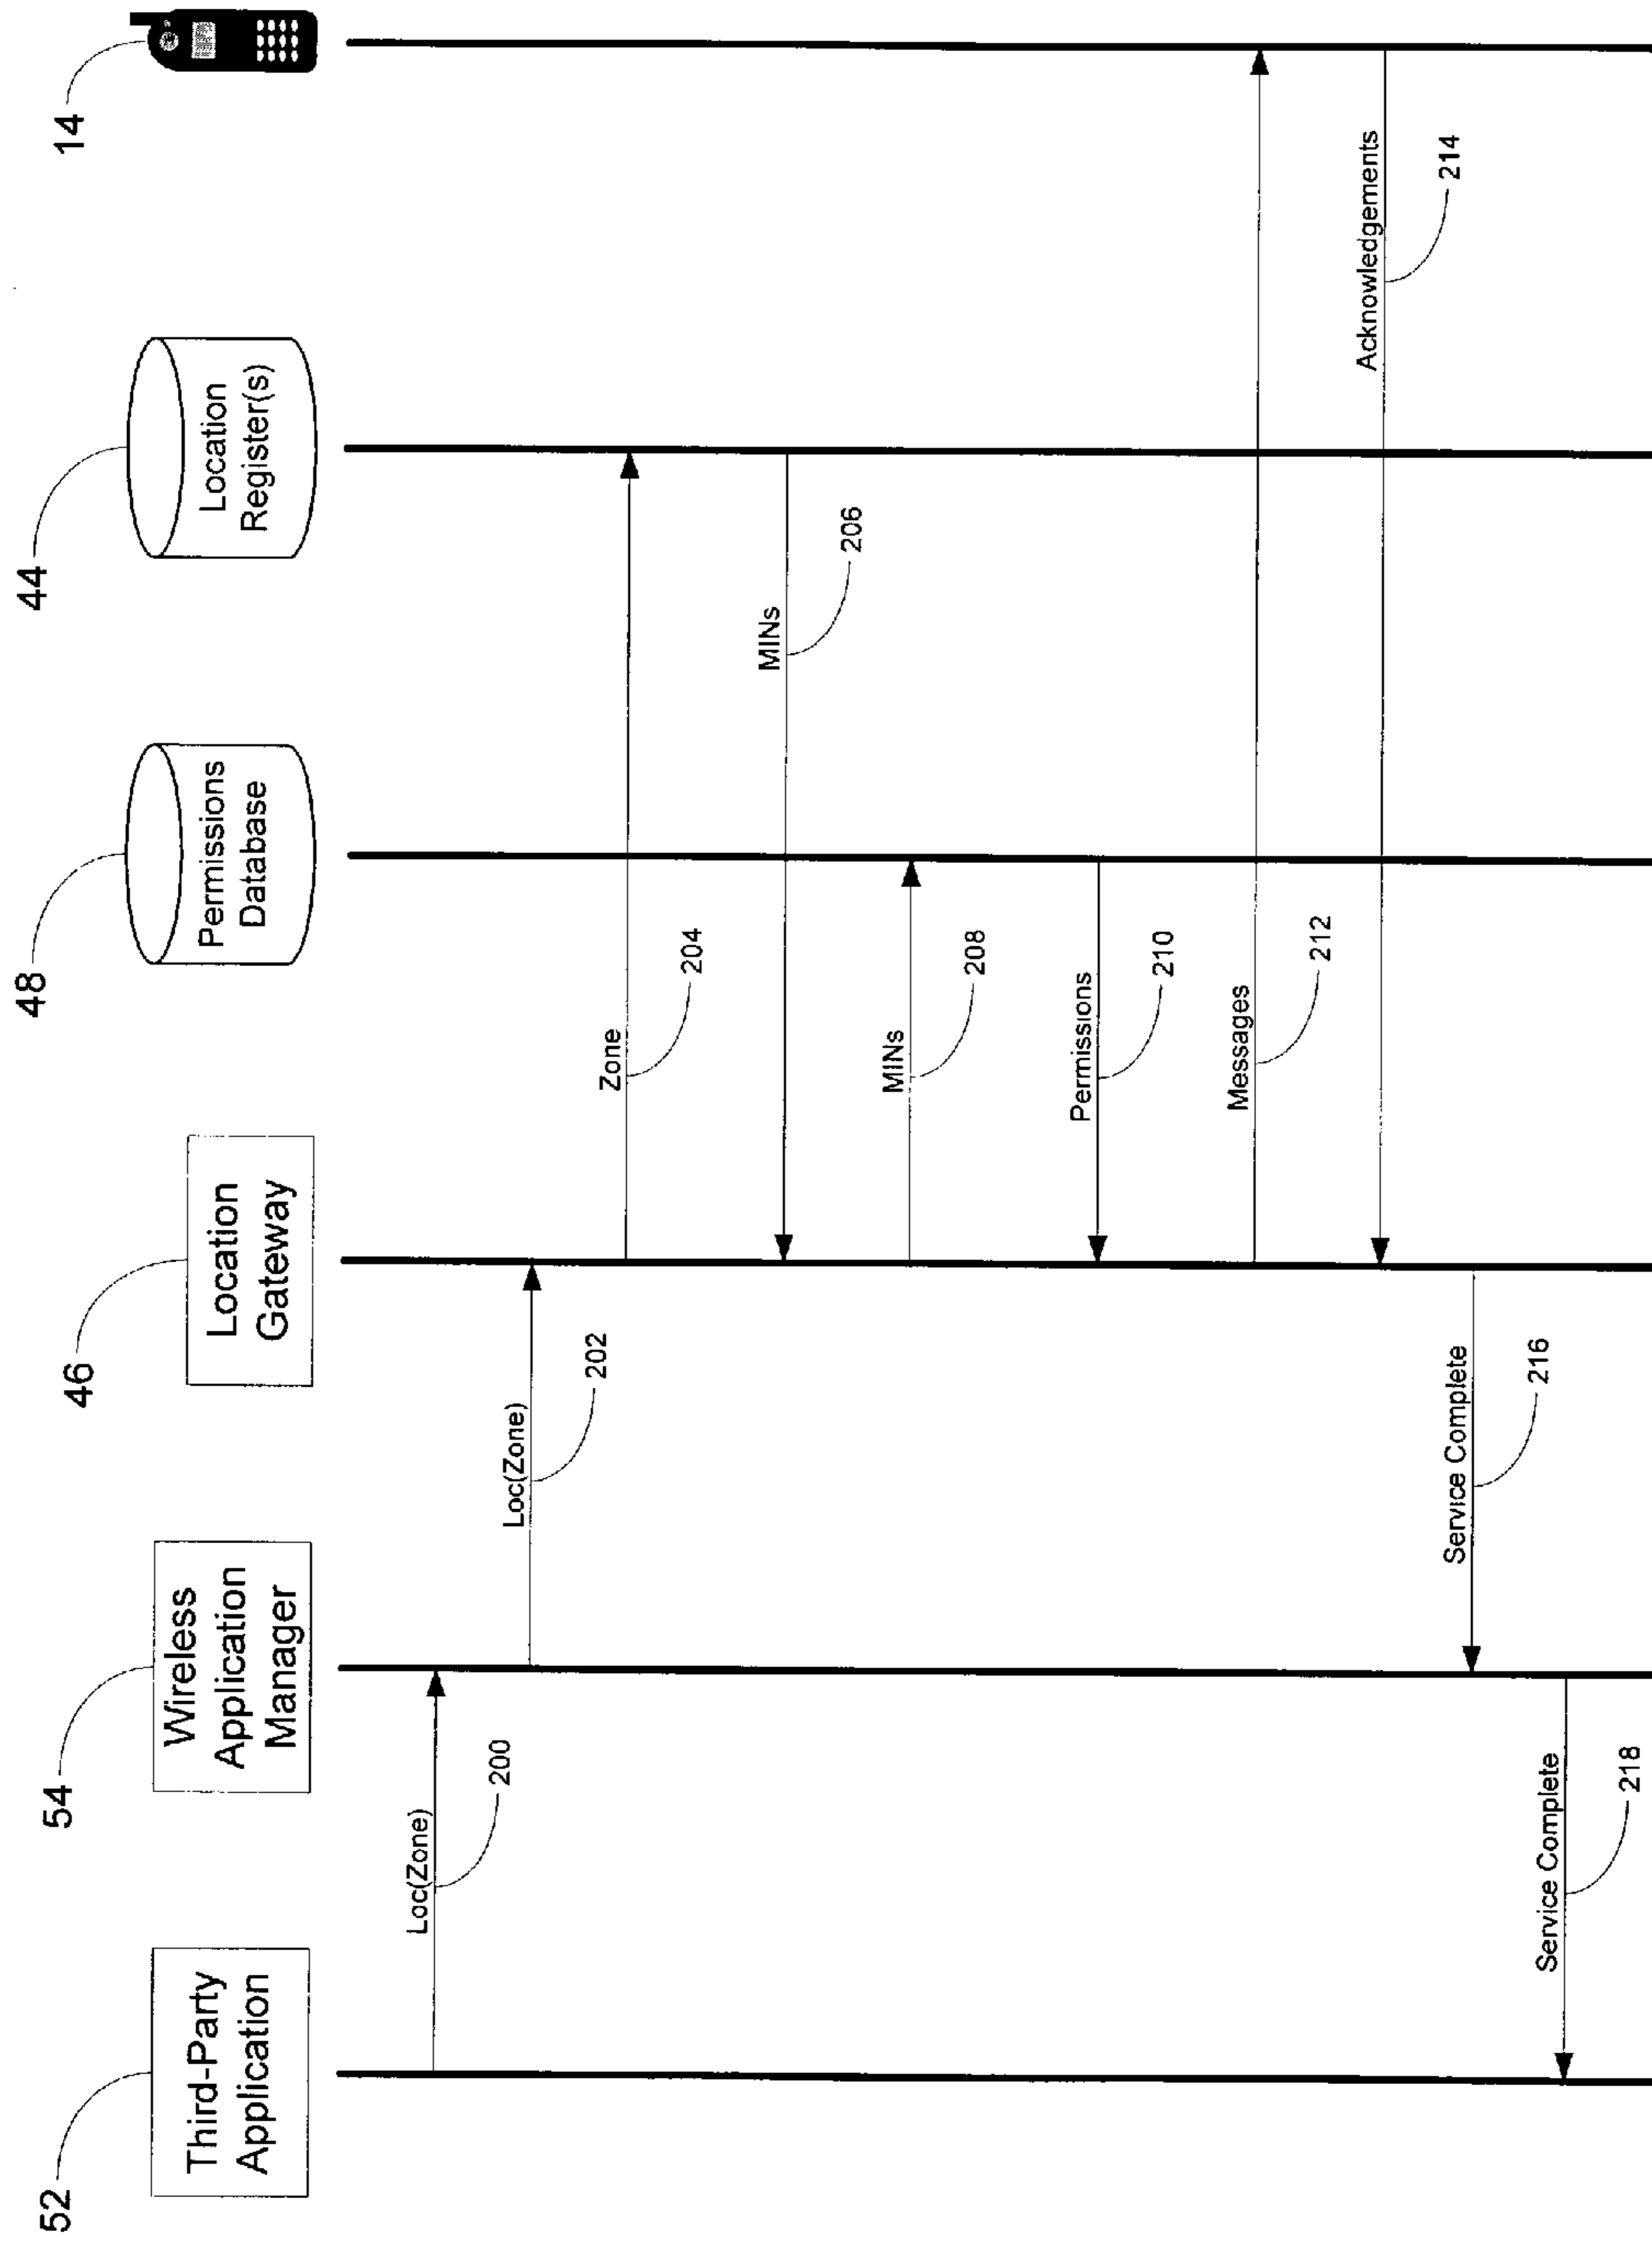 52
Third-Party
Application
54
Wireless
Application
Manager
46
Location
Gateway
48
Permissions
Database
44
Location
Register(s)
14
Loc(Zone)
200
Loc(Zone)
202
Zone
204
MINs
206
MINs
208
Permissions
210
Messages
212
Acknowledgements
214
Service Complete
216
Service Complete
218